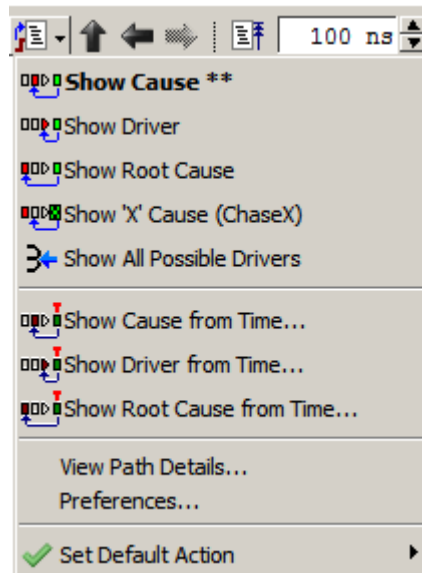 100 ns
Show Cause **
Show Driver
Show Root Cause
Show 'X' Cause (ChaseX)
Show All Possible Drivers
Show Cause from Time...
Show Driver from Time...
Show Root Cause from Time...
View Path Details...
Preferences...
Set Default Action